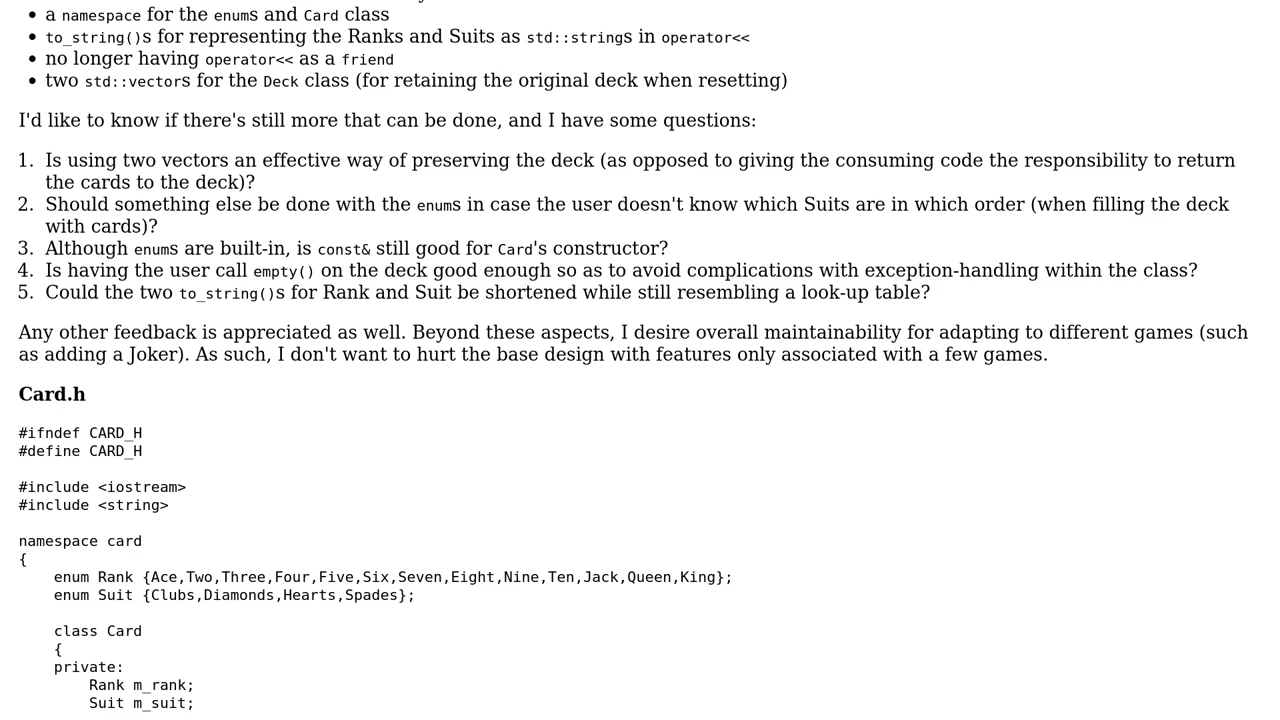 • a namespace for the enums and Card class
• to_string()s for representing the Ranks and Suits as std::strings in operator<<
• no longer having operator<< as a friend
• two std::vectors for the Deck class (for retaining the original deck when resetting)
I'd like to know if there's still more that can be done, and I have some questions:
1. Is using two vectors an effective way of preserving the deck (as opposed to giving the consuming code the responsibility to return
the cards to the deck)?
2. Should something else be done with the enums in case the user doesn't know which Suits are in which order (when filling the deck
with cards)?
3. Although enums are built-in, is const& still good for Card's constructor?
4. Is having the user call empty() on the deck good enough so as to avoid complications with exception-handling within the class?
5. Could the two to_string()s for Rank and Suit be shortened while still resembling a look-up table?
Any other feedback is appreciated as well. Beyond these aspects, I desire overall maintainability for adapting to different games (such
as adding a Joker). As such, I don't want to hurt the base design with features only associated with a few games.
Card.h
#ifndef CARD_H
#define CARD_H
#include <iostream>
#include <string>
namespace card
{
    enum Rank {Ace,Two,Three,Four,Five,Six,Seven,Eight,Nine,Ten,Jack,Queen,King};
    enum Suit {Clubs,Diamonds,Hearts,Spades};
    class Card
    {
    private:
        Rank m_rank;
        Suit m_suit;